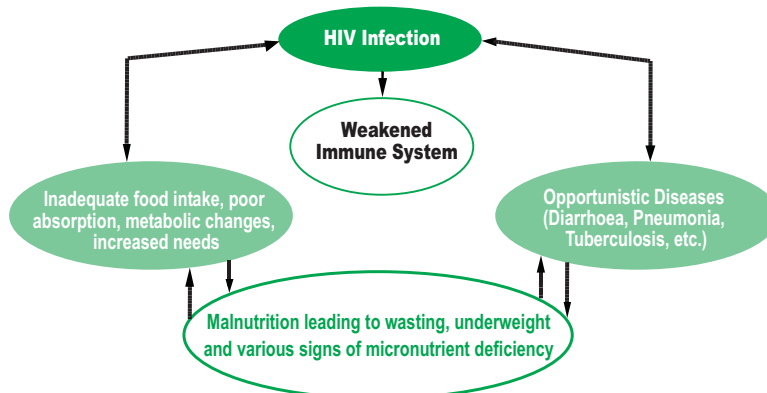 HIV Infection
Weakened
Immune System
Inadequate food intake, poor
absorption, metabolic changes,
increased needs
Opportunistic Diseases
(Diarrhoea, Pneumonia,
Tuberculosis, etc.)
Malnutrition leading to wasting, underweight
and various signs of micronutrient deficiency